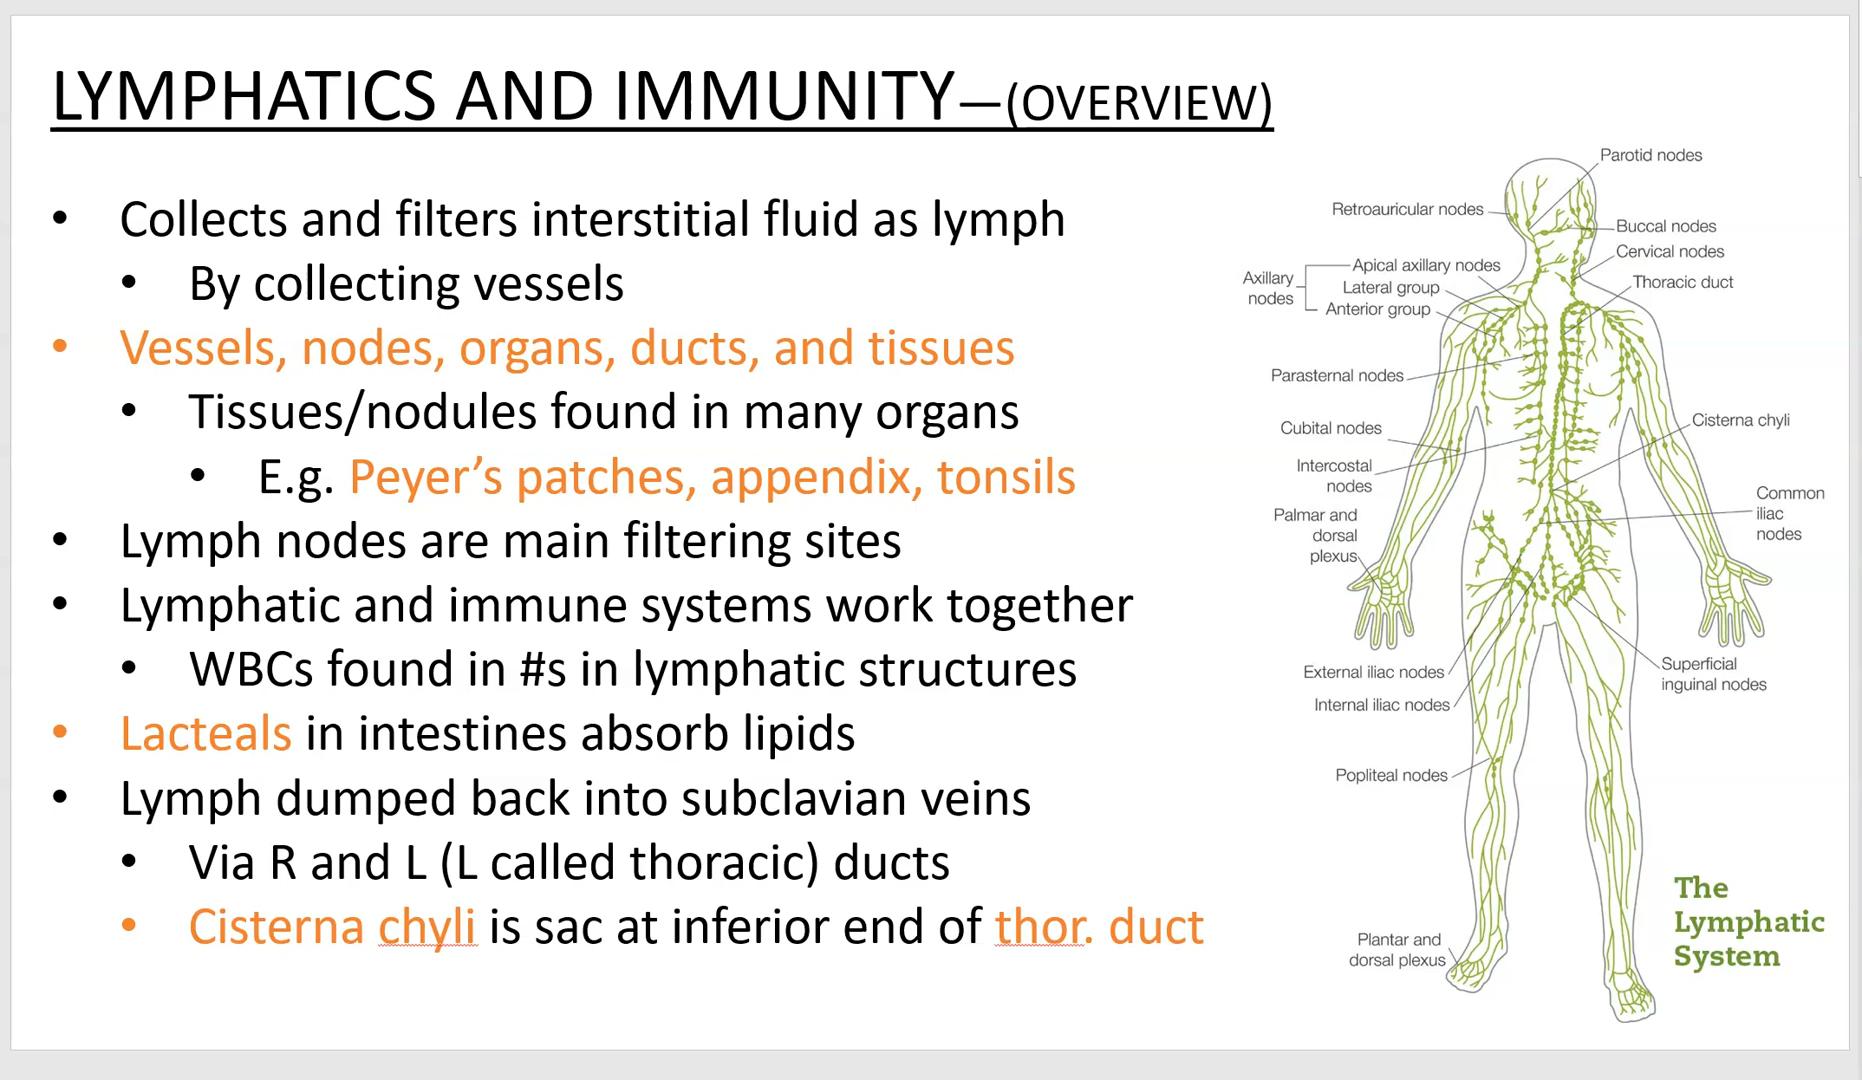 LYMPHATICS AND IMMUNITY—(OVERVIEW)
• Collects and filters interstitial fluid as lymph
• By collecting vessels
• Vessels, nodes, organs, ducts, and tissues
• Tissues/nodules found in many organs
• E.g. Peyer’s patches, appendix, tonsils
• Lymph nodes are main filtering sites
• Lymphatic and immune systems work together
• WBCs found in #s in lymphatic structures
• Lacteals in intestines absorb lipids
• Lymph dumped back into subclavian veins
• Via R and L (L called thoracic) ducts
• Cisterna chyli is sac at inferior end of thor. duct
Parotid nodes
Retroauricular nodes
Buccal nodes
Cervical nodes
Axillary
nodes
Apical axillary nodes
Lateral group
Anterior group
Thoracic duct
Parasternal nodes
Cubital nodes
Cisterna chyli
Intercostal
nodes
Common
iliac
nodes
Palmar and
dorsal
plexus
External iliac nodes
Internal iliac nodes
Superficial
inguinal nodes
Popliteal nodes
Plantar and
dorsal plexus
The
Lymphatic
System